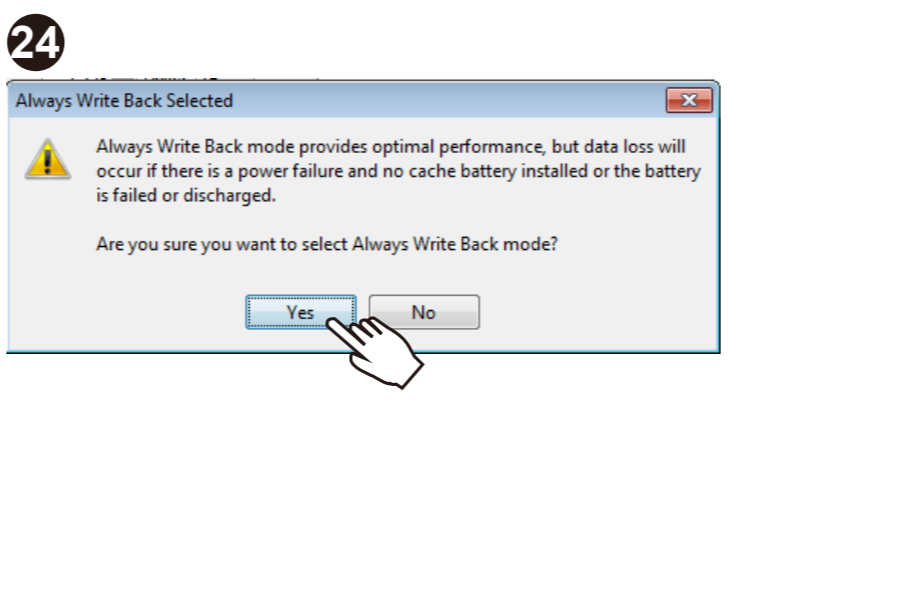 24
Always Write Back Selected
Always Write Back mode provides optimal performance, but data loss will
occur if there is a power failure and no cache battery installed or the battery
is failed or discharged.
Are you sure you want to select Always Write Back mode?
Yes
No